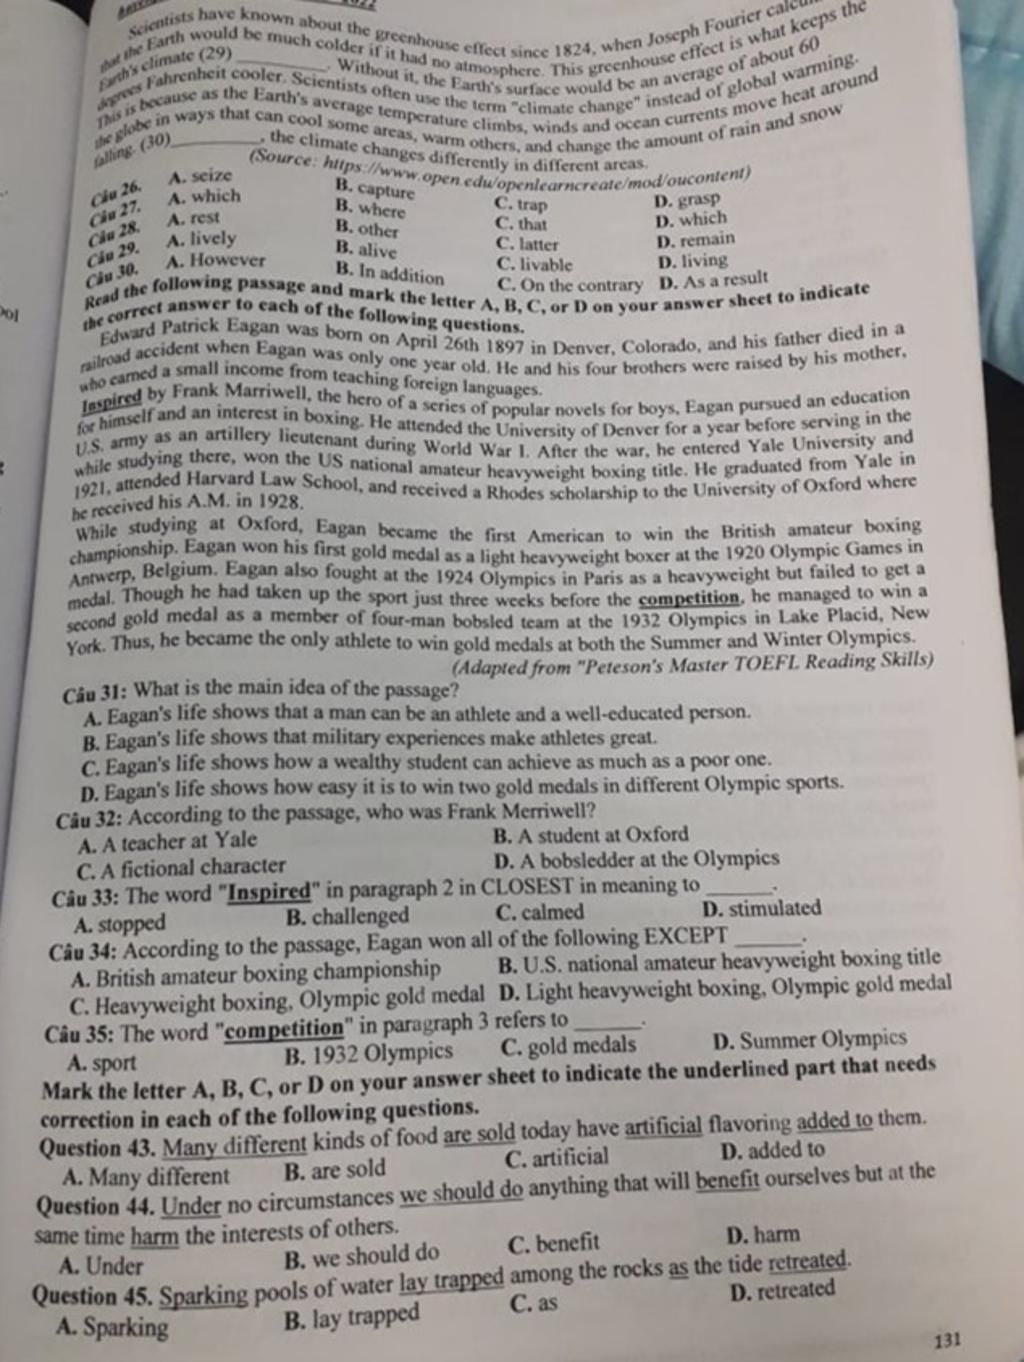 Scientists have known about the greenhouse effect since 1824, when Joseph Fourier
that the Earth would be much colder if it had no atmosphere. This greenhouse effect is what keeps the
Earth's climate (29) ________. Without it, the Earth's surface would be an average of about 60
degrees Fahrenheit cooler. Scientists often use the term "climate change" instead of global warming.
This is because as the Earth's average temperature climbs, winds and ocean currents move heat around
the globe in ways that can cool some areas, warm others, and change the amount of rain and snow
falling. (30)________, the climate changes differently in different areas.
(Source: https://www.open.edu/openlearncreate/mod/oucontent)
Câu 26. A. seize B. capture C. trap D. grasp
Câu 27. A. which B. where C. that D. which
Câu 28. A. rest B. other C. latter D. remain
Câu 29. A. lively B. alive C. livable D. living
Câu 30. A. However B. In addition C. On the contrary D. As a result
Read the following passage and mark the letter A, B, C, or D on your answer sheet to indicate
the correct answer to each of the following questions.
Edward Patrick Eagan was born on April 26th 1897 in Denver, Colorado, and his father died in a
railroad accident when Eagan was only one year old. He and his four brothers were raised by his mother,
who earned a small income from teaching foreign languages.
Inspired by Frank Marriwell, the hero of a series of popular novels for boys, Eagan pursued an education
for himself and an interest in boxing. He attended the University of Denver for a year before serving in the
U.S. army as an artillery lieutenant during World War I. After the war, he entered Yale University and
while studying there, won the US national amateur heavyweight boxing title. He graduated from Yale in
1921, attended Harvard Law School, and received a Rhodes scholarship to the University of Oxford where
he received his A.M. in 1928.
While studying at Oxford, Eagan became the first American to win the British amateur boxing
championship. Eagan won his first gold medal as a light heavyweight boxer at the 1920 Olympic Games in
Antwerp, Belgium. Eagan also fought at the 1924 Olympics in Paris as a heavyweight but failed to get a
medal. Though he had taken up the sport just three weeks before the competition, he managed to win a
second gold medal as a member of four-man bobsled team at the 1932 Olympics in Lake Placid, New
York. Thus, he became the only athlete to win gold medals at both the Summer and Winter Olympics.
(Adapted from "Peteson's Master TOEFL Reading Skills)
Câu 31: What is the main idea of the passage?
A. Eagan's life shows that a man can be an athlete and a well-educated person.
B. Eagan's life shows that military experiences make athletes great.
C. Eagan's life shows how a wealthy student can achieve as much as a poor one.
D. Eagan's life shows how easy it is to win two gold medals in different Olympic sports.
Câu 32: According to the passage, who was Frank Merriwell?
A. A teacher at Yale B. A student at Oxford
C. A fictional character D. A bobsledder at the Olympics
Câu 33: The word "Inspired" in paragraph 2 in CLOSEST in meaning to ______.
A. stopped B. challenged C. calmed D. stimulated
Câu 34: According to the passage, Eagan won all of the following EXCEPT ______.
A. British amateur boxing championship B. U.S. national amateur heavyweight boxing title
C. Heavyweight boxing, Olympic gold medal D. Light heavyweight boxing, Olympic gold medal
Câu 35: The word "competition" in paragraph 3 refers to ______.
A. sport B. 1932 Olympics C. gold medals D. Summer Olympics
Mark the letter A, B, C, or D on your answer sheet to indicate the underlined part that needs
correction in each of the following questions.
Question 43. Many different kinds of food are sold today have artificial flavoring added to them.
A. Many different B. are sold C. artificial D. added to
Question 44. Under no circumstances we should do anything that will benefit ourselves but at the
same time harm the interests of others.
A. Under B. we should do C. benefit D. harm
Question 45. Sparking pools of water lay trapped among the rocks as the tide retreated.
A. Sparking B. lay trapped C. as D. retreated
131